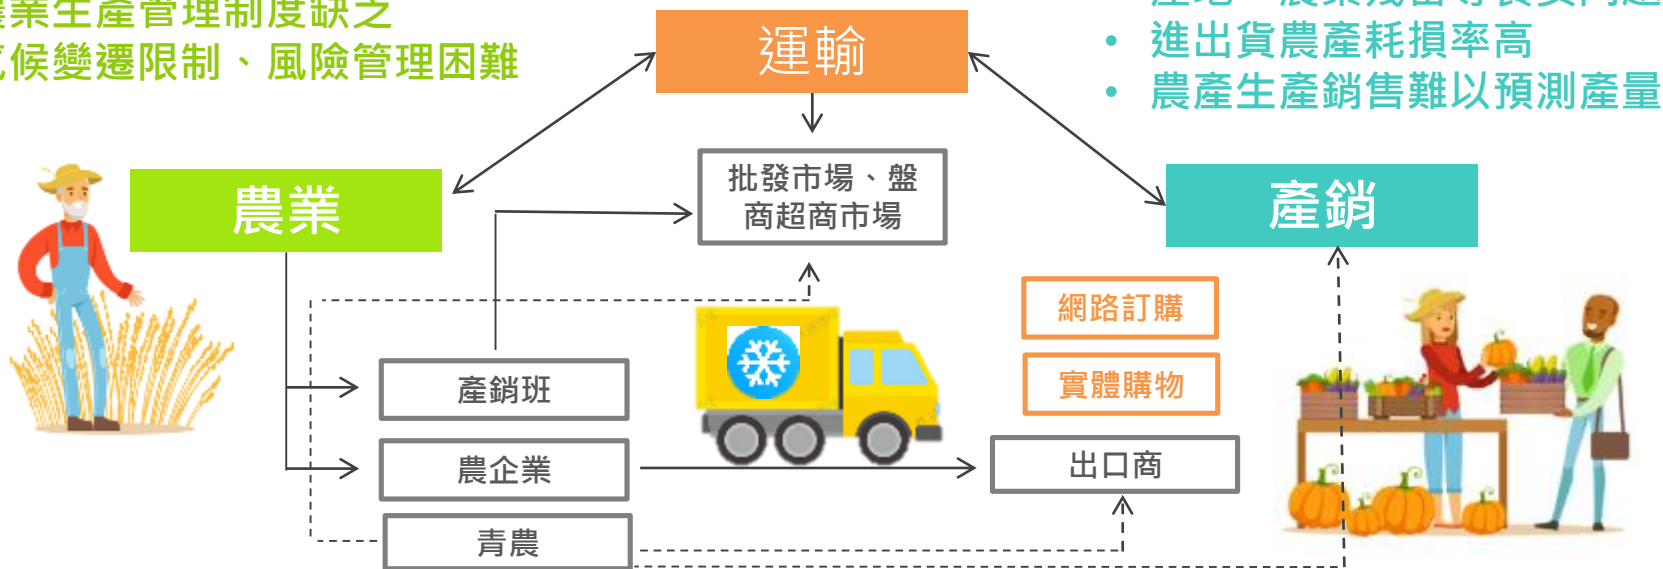 農業生產管理制度缺乏
氣候變遷限制、風險管理困難
運輸
• 進出貨農產耗損率高
• 農產生產銷售難以預測產量
農業
批發市場、盤
商超商市場
產銷
網路訂購
實體購物
產銷班
農企業
出口商
青農